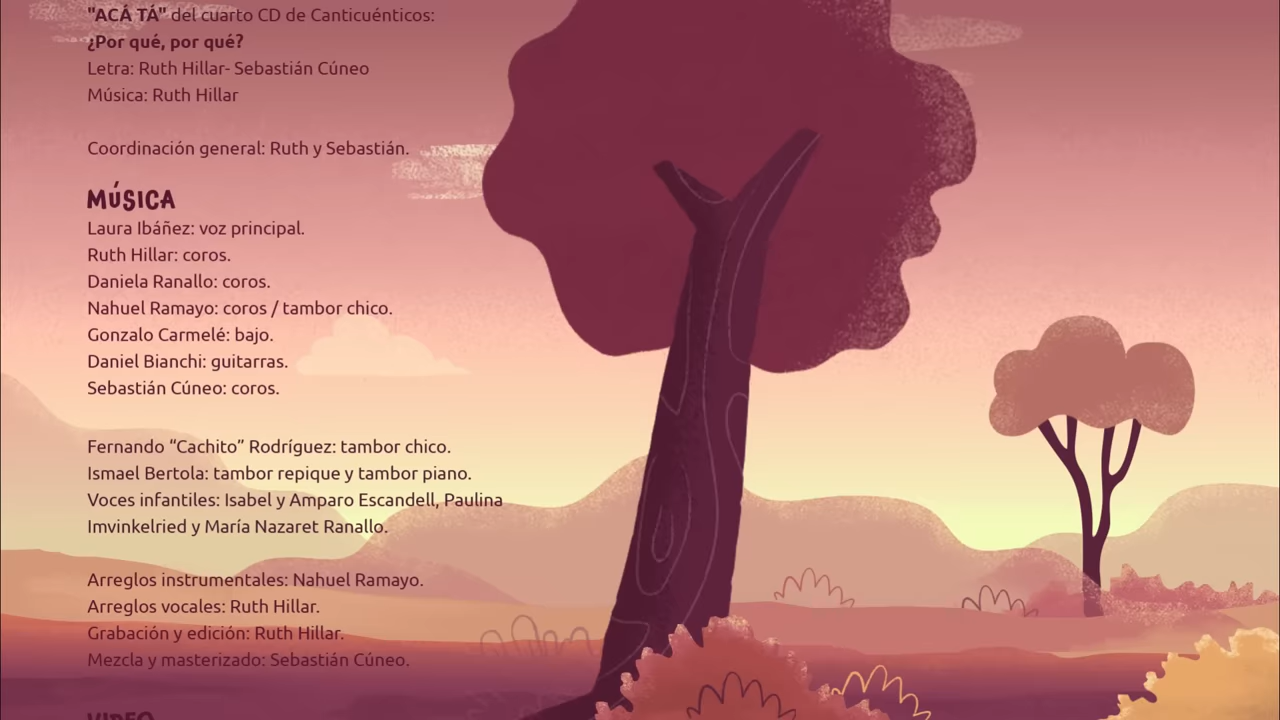 "ACÁ TÁ" del cuarto CD de Canticuénticos:
¿Por qué, por qué?
Letra: Ruth Hillar- Sebastián Cúneo
Música: Ruth Hillar
Coordinación general: Ruth y Sebastián.
MÚSICA
Laura Ibáñez: voz principal.
Ruth Hillar: coros.
Daniela Ranallo: coros.
Nahuel Ramayo: coros / tambor chico.
Gonzalo Carmelé: bajo.
Daniel Bianchi: guitarras.
Sebastián Cúneo: coros.
Fernando “Cachito” Rodríguez: tambor chico.
Ismael Bertola: tambor repique y tambor piano.
Voces infantiles: Isabel y Amparo Escandell, Paulina
Imvinkelried y María Nazaret Ranallo.
Arreglos instrumentales: Nahuel Ramayo.
Arreglos vocales: Ruth Hillar.
Grabación y edición: Ruth Hillar.
Mezcla y masterizado: Sebastián Cúneo.
VIDEO